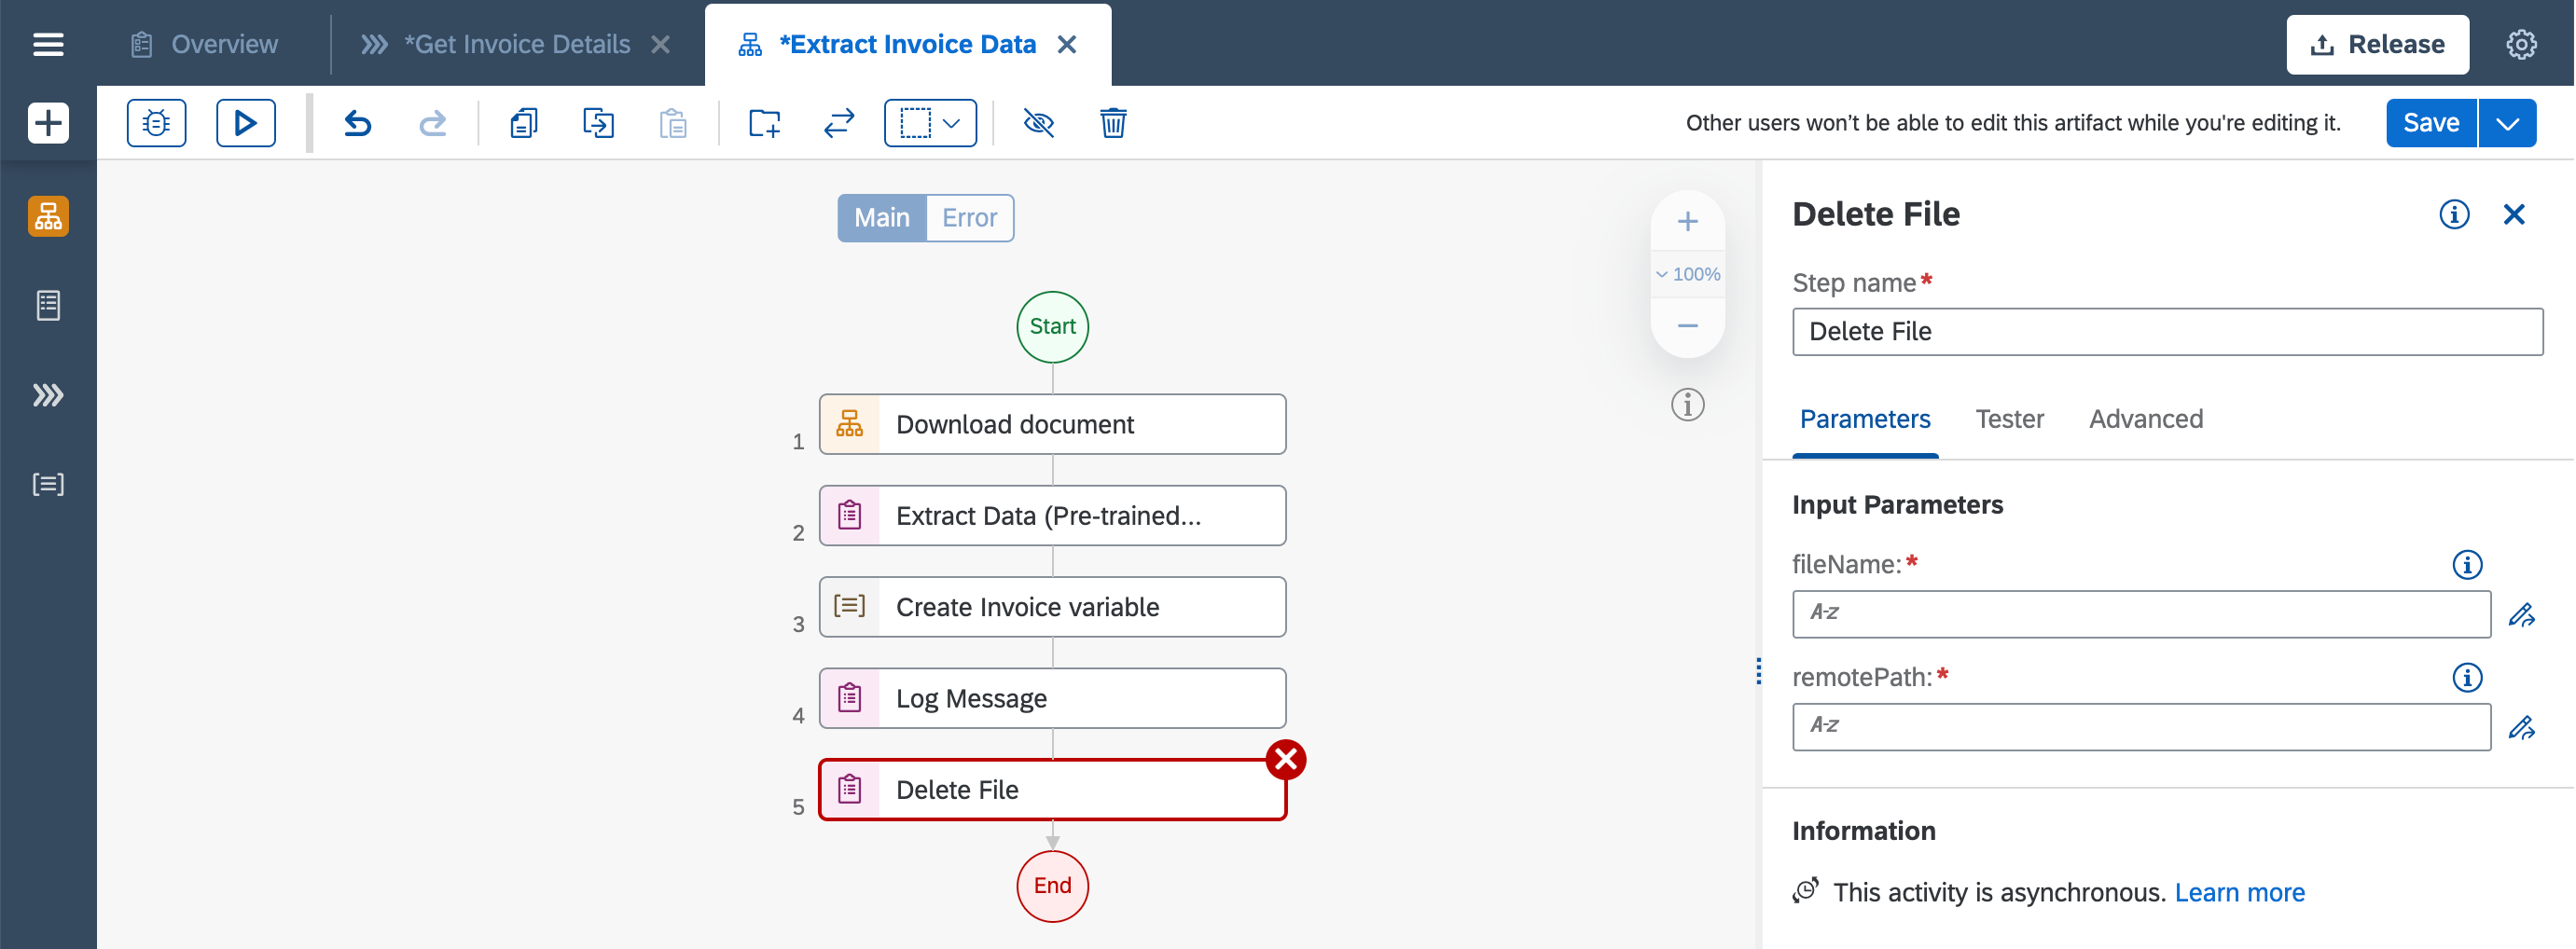 Overview
*Get Invoice Details
*Extract Invoice Data
Release
Other users won't be able to edit this artifact while you're editing it.
Save
Main
Error
100%
Start
1
Download document
2
Extract Data (Pre-trained...
3
Create Invoice variable
4
Log Message
5
Delete File
End
Delete File
Step name*
Delete File
Parameters
Tester
Advanced
Input Parameters
fileName:*
A-z
remotePath:*
A-z
Information
This activity is asynchronous. Learn more